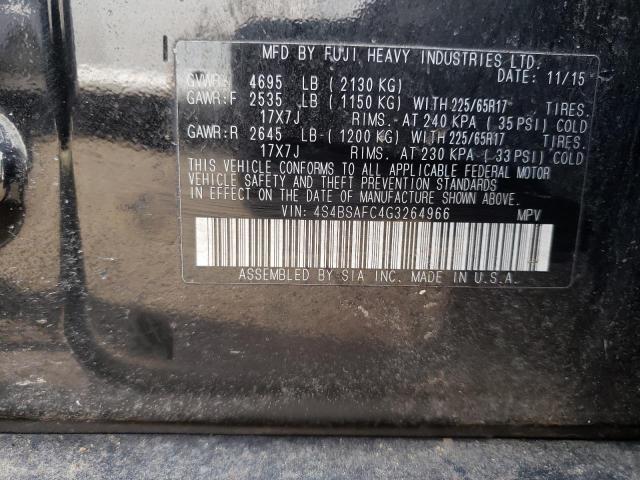 MFD BY FUJI HEAVY INDUSTRIES LTD.
DATE: 11/15
GVWR: 4695 LB ( 2130 KG)
GAWR:F 2535 LB ( 1150 KG) WITH 225/65R17 TIRES.
17X7J RIMS. AT 240 KPA ( 35 PSI) COLD
GAWR:R 2645 LB ( 1200 KG) WITH 225/65R17 TIRES.
17X7J RIMS. AT 230 KPA ( 33 PSI) COLD
THIS VEHICLE CONFORMS TO ALL APPLICABLE FEDERAL MOTOR
VEHICLE SAFETY AND THEFT PREVENTION STANDARDS
IN EFFECT ON THE DATE OF MANUFACTURE SHOWN ABOVE.
VIN: 4S4BSAFC4G3264966 MPV
ASSEMBLED BY SIA INC. MADE IN U.S.A.